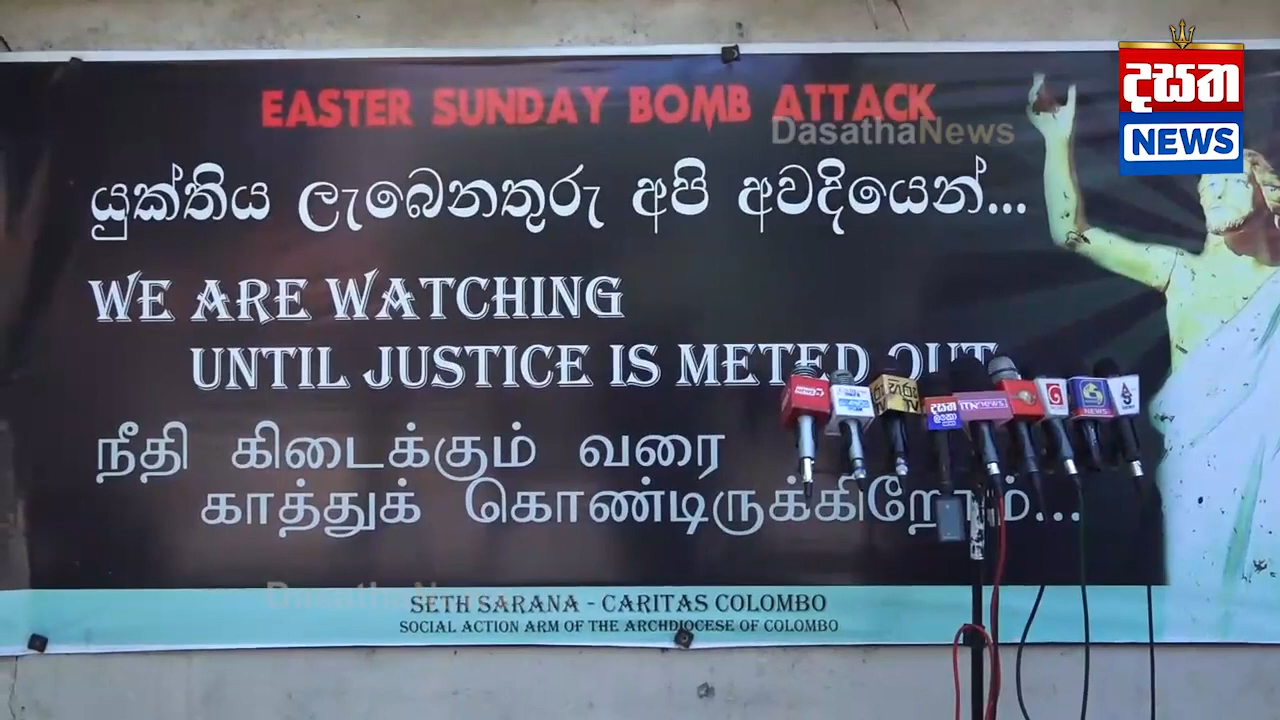 EASTER SUNDAY BOMB ATTACK
DasathaNews
දසත
NEWS
යුක්තිය ලැබෙනතුරු අපි අවදියෙන්...
WE ARE WATCHING
UNTIL JUSTICE IS METED OUT
நீதி கிடைக்கும் வரை
காத்துக் கொண்டிருக்கிறோம்...
NEWS
SETH SARANA - CARITAS COLOMBO
SOCIAL ACTION ARM OF THE ARCHDIOCESE OF COLOMBO